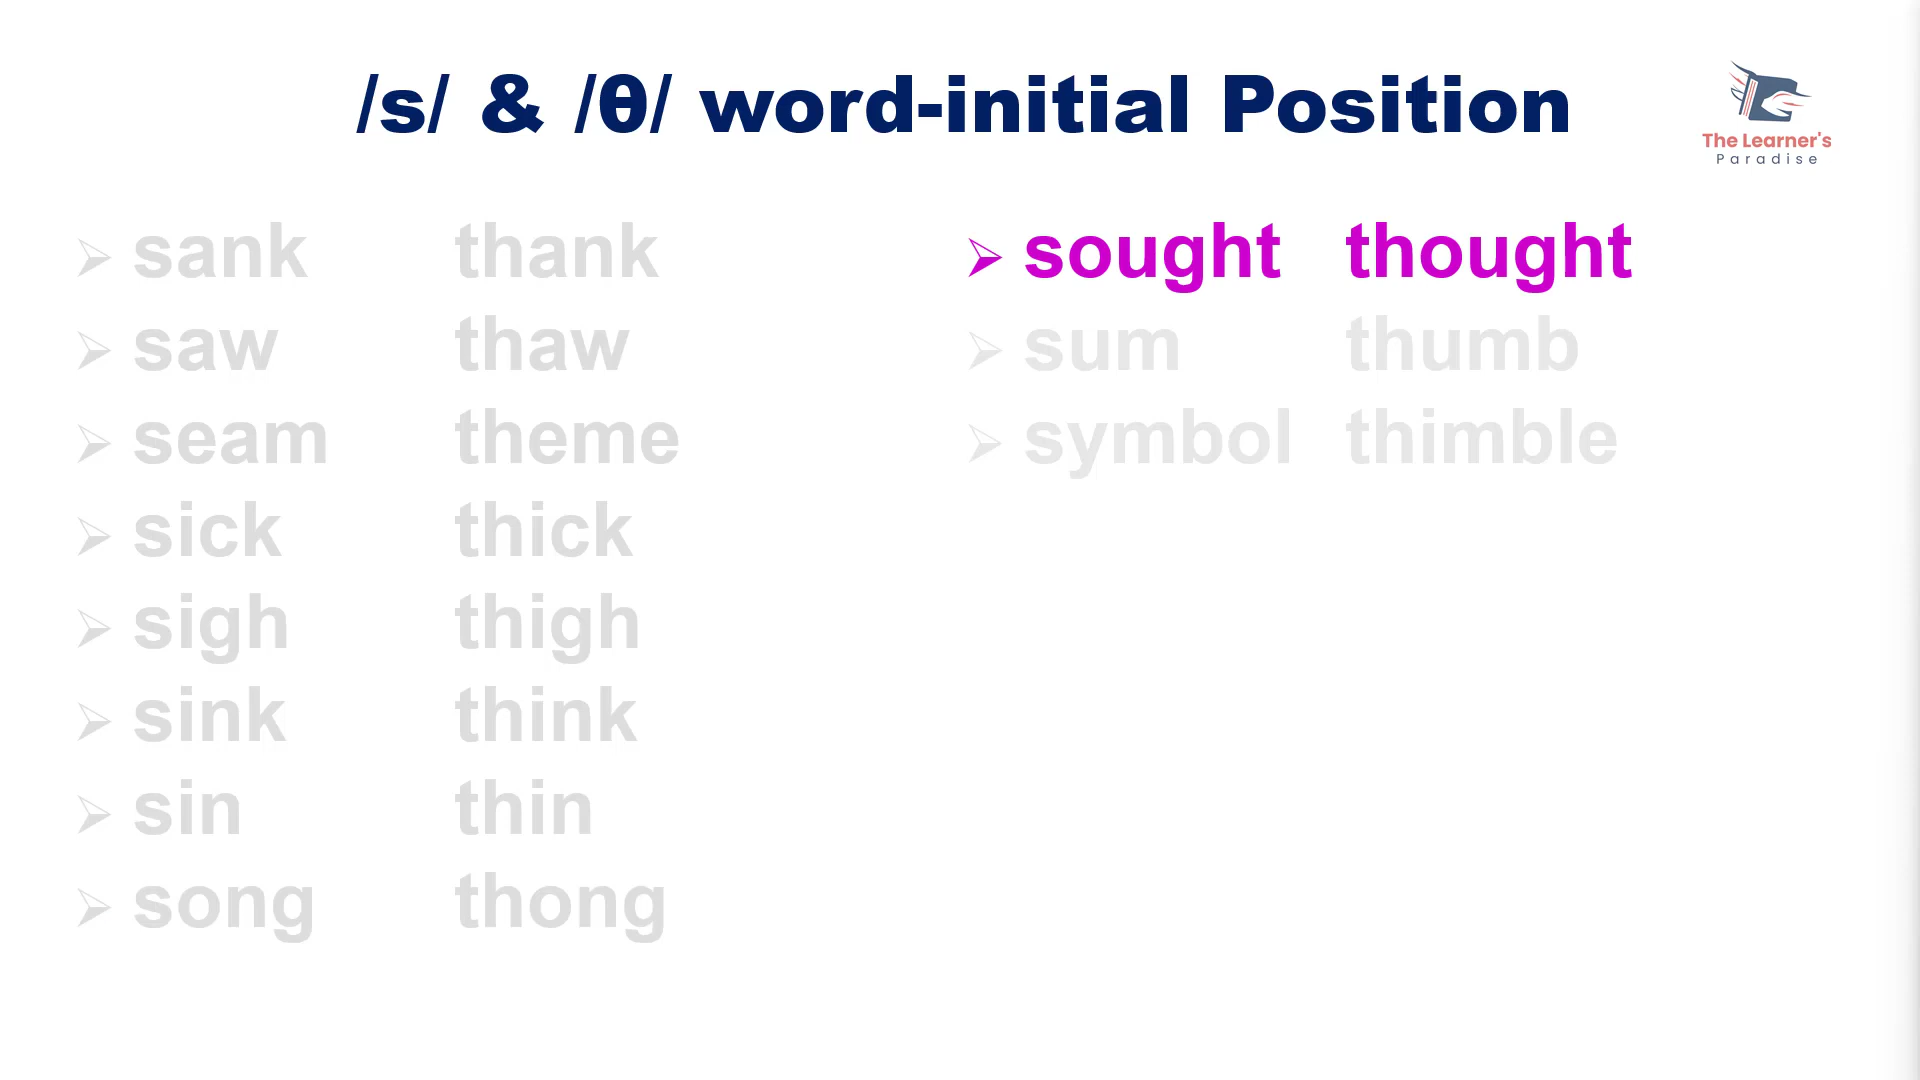 /s/ & /θ/ word-initial Position
The Learner's
Paradise
sank thank
saw thaw
seam theme
sick thick
sigh thigh
sink think
sin thin
song thong
sought thought
sum thumb
symbol thimble